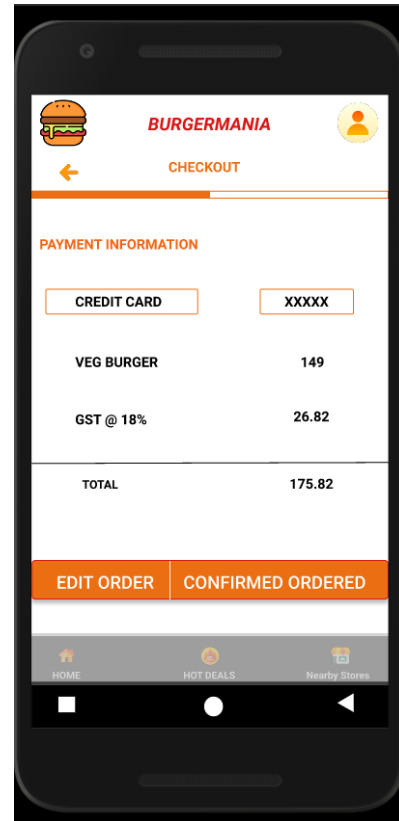 BURGERMANIA
CHECKOUT
PAYMENT INFORMATION
CREDIT CARD XXXXX
VEG BURGER 149
GST @ 18% 26.82
TOTAL 175.82
EDIT ORDER CONFIRMED ORDERED
HOME HOT DEALS Nearby Stores